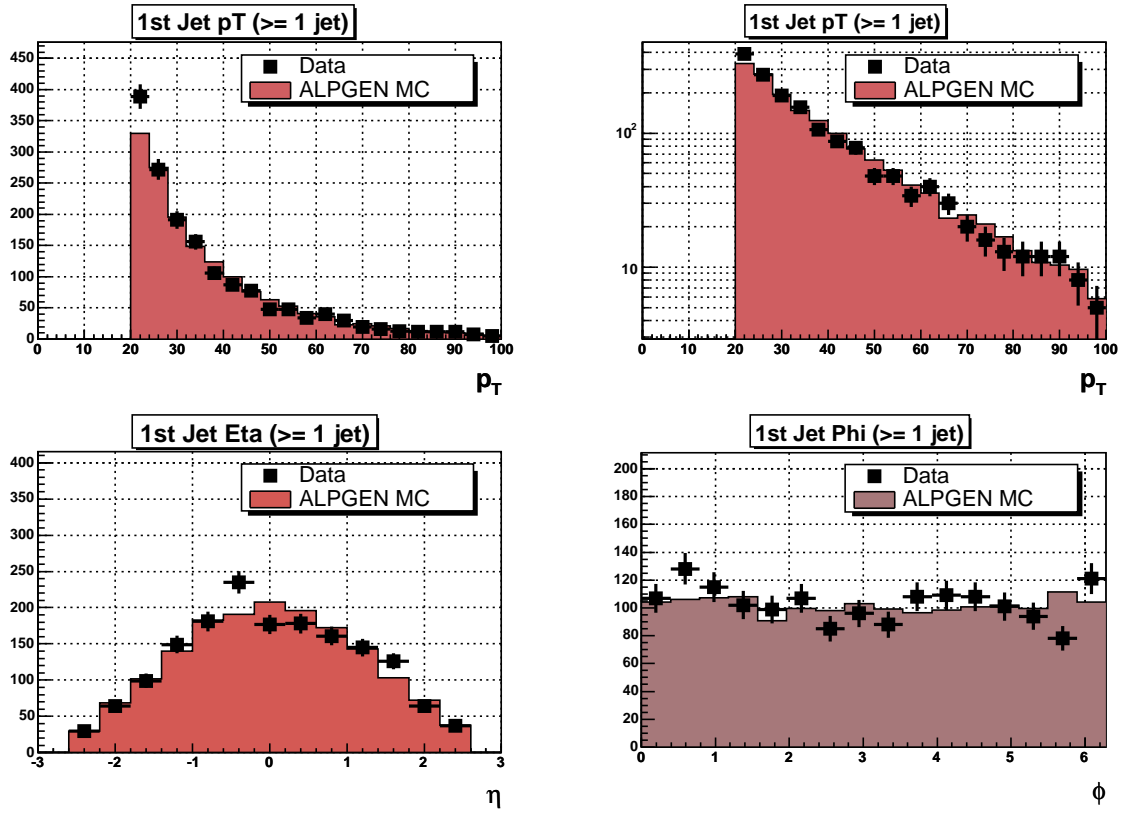 1st Jet pT (>= 1 jet)
Data
ALPGEN MC
450
400
350
300
250
200
150
100
50
0
0 10 20 30 40 50 60 70 80 90 100
pT
1st Jet pT (>= 1 jet)
Data
ALPGEN MC
10²
10
0 10 20 30 40 50 60 70 80 90 100
pT
1st Jet Eta (>= 1 jet)
Data
ALPGEN MC
400
350
300
250
200
150
100
50
0
-3 -2 -1 0 1 2 3
η
1st Jet Phi (>= 1 jet)
Data
ALPGEN MC
200
180
160
140
120
100
80
60
40
20
0
0 1 2 3 4 5 6
ϕ